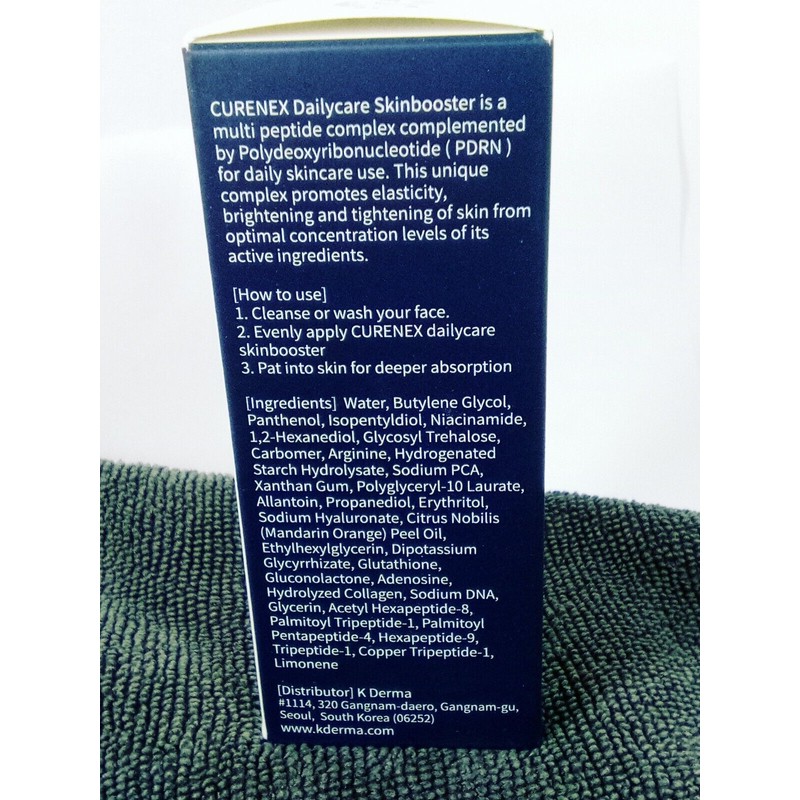 CURENEX Dailycare Skinbooster is a
multi peptide complex complemented
by Polydeoxyribonucleotide ( PDRN )
for daily skincare use. This unique
complex promotes elasticity,
brightening and tightening of skin from
optimal concentration levels of its
active ingredients.
[How to use]
1. Cleanse or wash your face.
2. Evenly apply CURENEX dailycare
skinbooster
3. Pat into skin for deeper absorption
[Ingredients] Water, Butylene Glycol,
Panthenol, Isopentyldiol, Niacinamide,
1,2-Hexanediol, Glycosyl Trehalose,
Carbomer, Arginine, Hydrogenated
Starch Hydrolysate, Sodium PCA,
Xanthan Gum, Polyglyceryl-10 Laurate,
Allantoin, Propanediol, Erythritol,
Sodium Hyaluronate, Citrus Nobilis
(Mandarin Orange) Peel Oil,
Ethylhexylglycerin, Dipotassium
Glycyrrhizate, Glutathione,
Gluconolactone, Adenosine,
Hydrolyzed Collagen, Sodium DNA,
Glycerin, Acetyl Hexapeptide-8,
Palmitoyl Tripeptide-1, Palmitoyl
Pentapeptide-4, Hexapeptide-9,
Tripeptide-1, Copper Tripeptide-1,
Limonene
[Distributor] K Derma
#1114, 320 Gangnam-daero, Gangnam-gu,
Seoul, South Korea (06252)
www.kderma.com